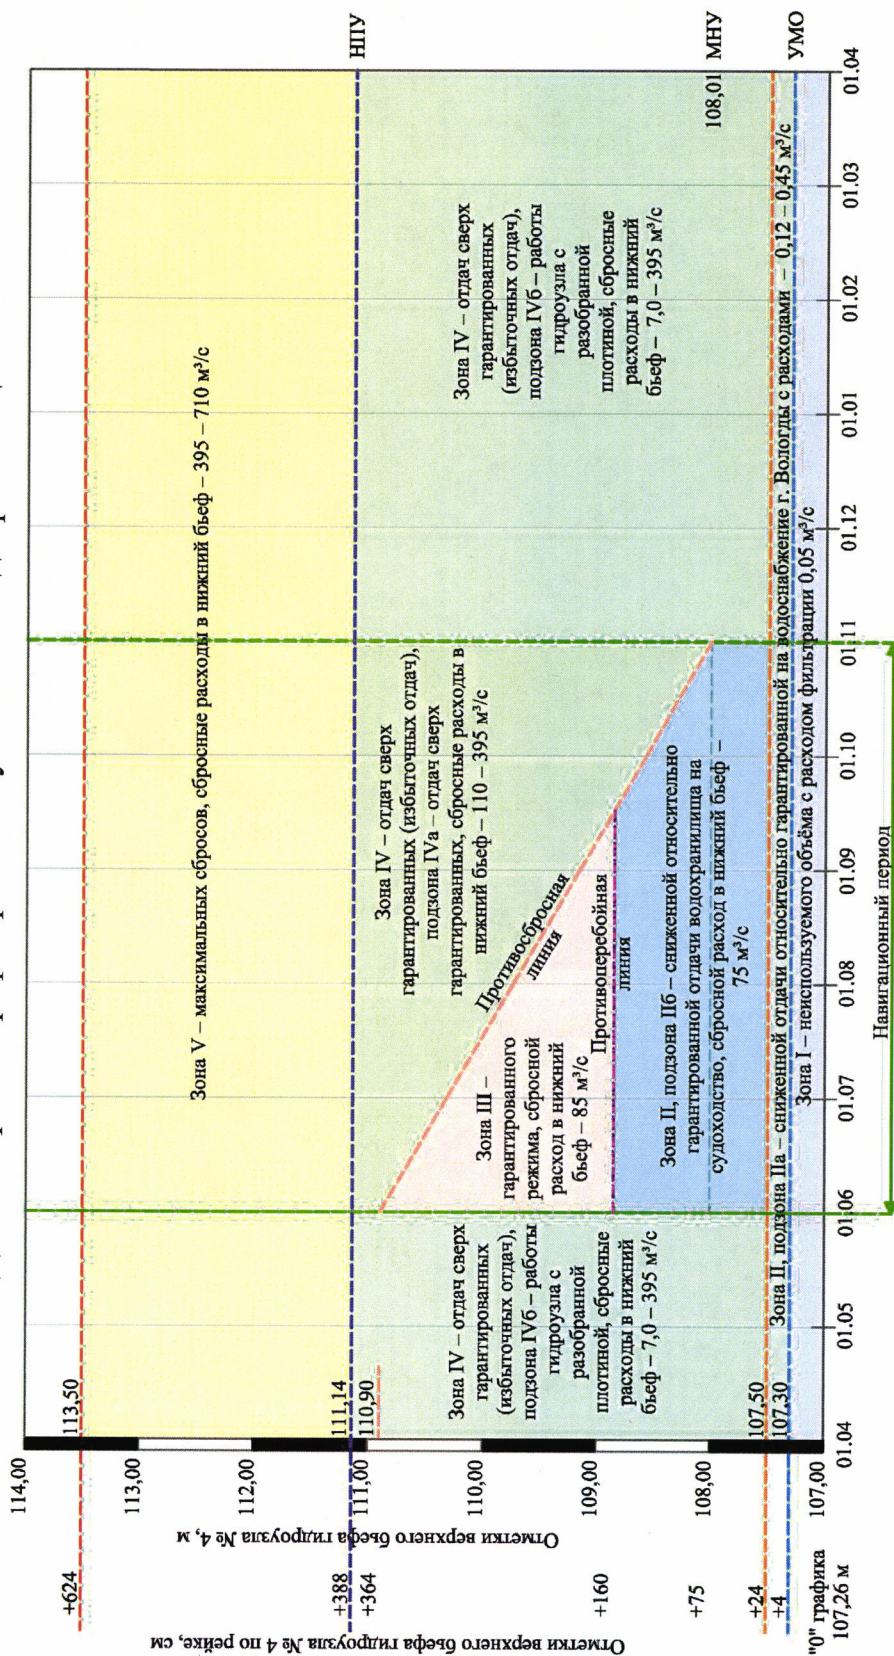 Отметки верхнего бьефа гидроузла № 4 по рейке, см
+624
+388
+364
+160
+75
+24
+4
"0" графика
107,26 м
Отметки верхнего бьефа гидроузла № 4, м
114,00
113,00
112,00
111,00
110,00
109,00
108,00
107,00
113,50
111,14
110,90
107,50
107,30
Зона V – максимальных сбросов, сбросные расходы в нижний бьеф – 395 – 710 м³/с
НПУ
Зона IV – отдач сверх
гарантированных
(избыточных отдач),
подзона IVб – работы
гидроузла с
разобранной
плотиной, сбросные
расходы в нижний
бьеф – 7,0 – 395 м³/с
Зона III –
гарантированного
режима, сбросной
расход в нижний
бьеф – 85 м³/с
Противосбросная
линия
Противоперебойная
линия
Зона IV – отдач сверх
гарантированных (избыточных отдач),
подзона IVа – отдач сверх
гарантированных, сбросные расходы в
нижний бьеф – 110 – 395 м³/с
Зона II, подзона IIб – сниженной относительно
гарантированной отдачи водохранилища на
судоходство, сбросной расход в нижний бьеф –
75 м³/с
Зона IV – отдач сверх
гарантированных
(избыточных отдач),
подзона IVб – работы
гидроузла с
разобранной
плотиной, сбросные
расходы в нижний
бьеф – 7,0 – 395 м³/с
108,01
МНУ
Зона II, подзона IIа – сниженной отдачи относительно гарантированной на водоснабжение г. Вологды с расходами – 0,12 – 0,45 м³/с
УМО
Зона I – неиспользуемого объёма с расходом фильтрации 0,05 м³/с
01.04
01.05
01.06
01.07
01.08
01.09
01.10
01.11
01.12
01.01
01.02
01.03
01.04
Навигационный период